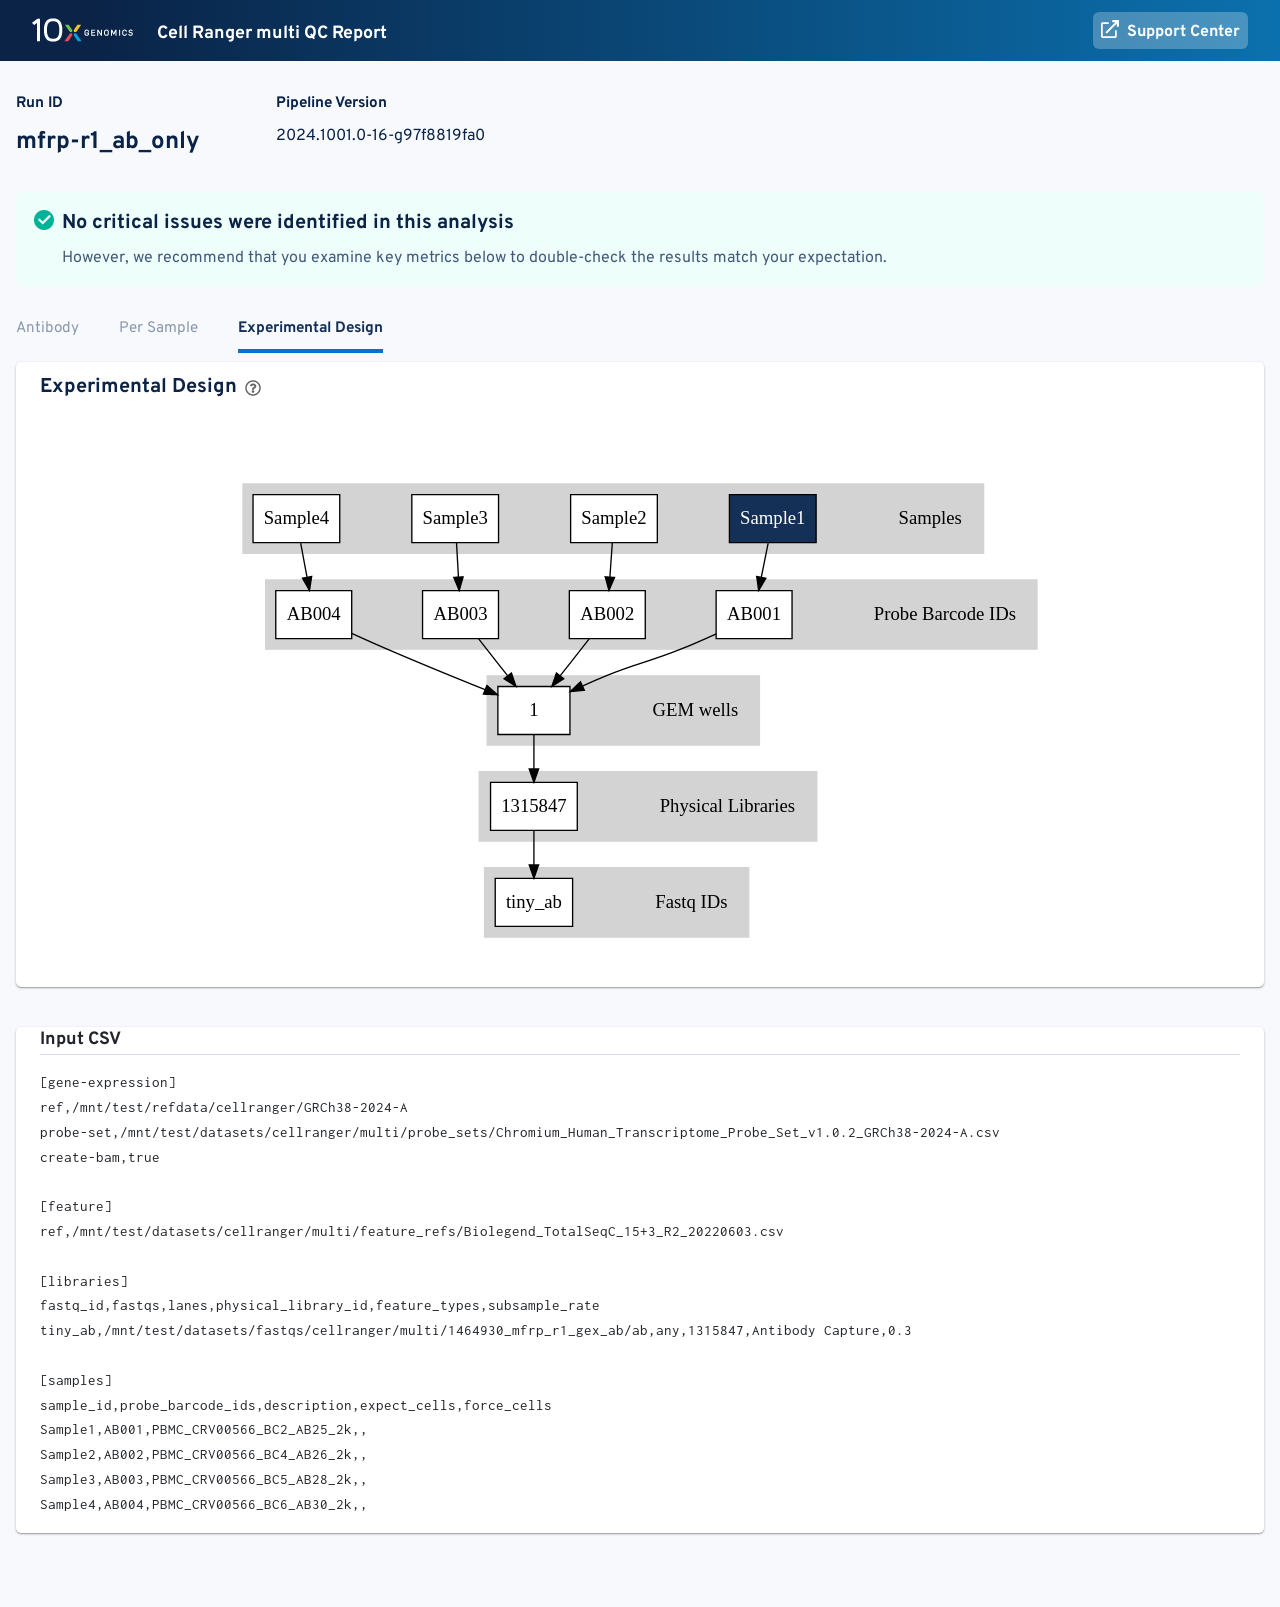 10X GENOMICS Cell Ranger multi QC Report Support Center
Run ID Pipeline Version
mfrp-r1_ab_only 2024.1001.0-16-g97f8819fa0
No critical issues were identified in this analysis
However, we recommend that you examine key metrics below to double-check the results match your expectation.
Antibody Per Sample Experimental Design
Experimental Design ?
Sample4 Sample3 Sample2 Sample1 Samples
AB004 AB003 AB002 AB001 Probe Barcode IDs
1 GEM wells
1315847 Physical Libraries
tiny_ab Fastq IDs
Input CSV
[gene-expression]
ref,/mnt/test/refdata/cellranger/GRCh38-2024-A
probe-set,/mnt/test/datasets/cellranger/multi/probe_sets/Chromium_Human_Transcriptome_Probe_Set_v1.0.2_GRCh38-2024-A.csv
create-bam,true
[feature]
ref,/mnt/test/datasets/cellranger/multi/feature_refs/Biolegend_TotalSeqC_15+3_R2_20220603.csv
[libraries]
fastq_id,fastqs,lanes,physical_library_id,feature_types,subsample_rate
tiny_ab,/mnt/test/datasets/fastqs/cellranger/multi/1464930_mfrp_r1_gex_ab/ab,any,1315847,Antibody Capture,0.3
[samples]
sample_id,probe_barcode_ids,description,expect_cells,force_cells
Sample1,AB001,PBMC_CRV00566_BC2_AB25_2k,,
Sample2,AB002,PBMC_CRV00566_BC4_AB26_2k,,
Sample3,AB003,PBMC_CRV00566_BC5_AB28_2k,,
Sample4,AB004,PBMC_CRV00566_BC6_AB30_2k,,